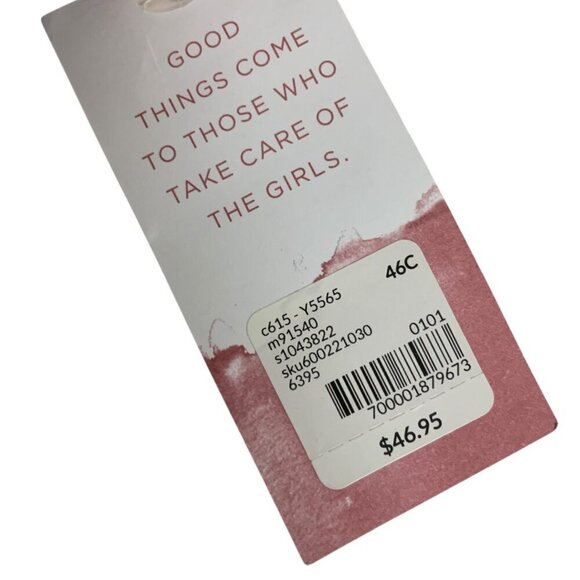 GOOD
THINGS COME
TO THOSE WHO
TAKE CARE OF
THE GIRLS.
46C
c615 - Y5565
m91540
s1043822
sku600221030
6395
0101
700001879673
$46.95